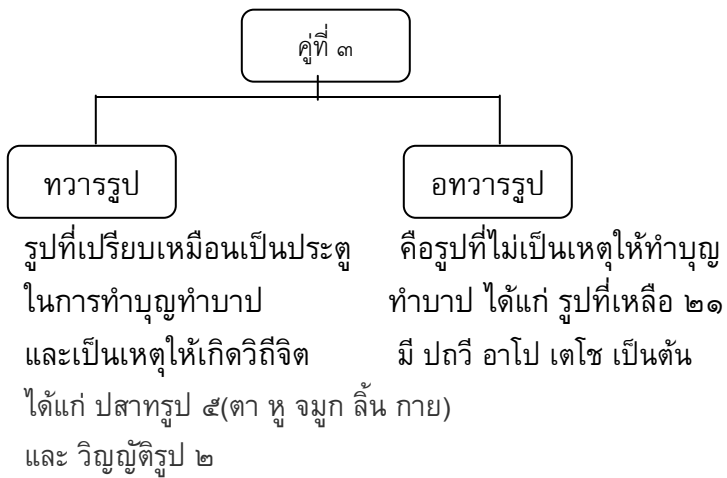 คู่ที่ ๓
ทวารรูป
รูปที่เปรียบเหมือนเป็นประตู
ในการทำบุญทำบาป
และเป็นเหตุให้เกิดวิถีจิต
ได้แก่ ปสาทรูป ๕(ตา หู จมูก ลิ้น กาย)
และ วิญญัติรูป ๒
อทวารรูป
คือรูปที่ไม่เป็นเหตุให้ทำบุญ
ทำบาป ได้แก่ รูปที่เหลือ ๒๑
มี ปถวี อาโป เตโช เป็นต้น